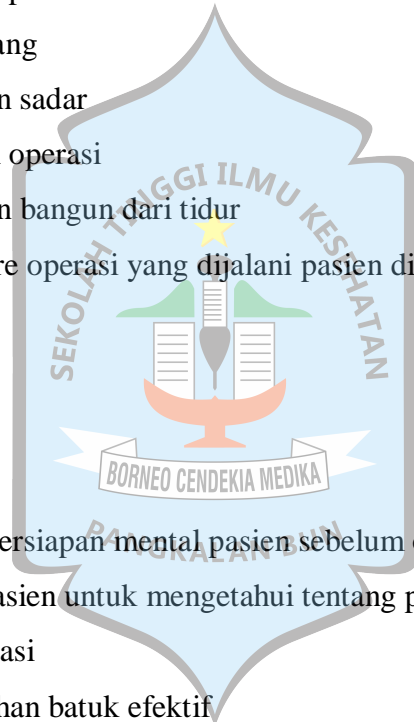 ang
n sadar
operasi
n bangun dari tidur
re operasi yang dijalani pasien di
SEKOLAH TINGGI ILMU KESEHATAN
BORNEO CENDEKIA MEDIKA
PANGKALAN BUN
ersiapan mental pasien sebelum
asien untuk mengetahui tentang p
asi
han batuk efektif